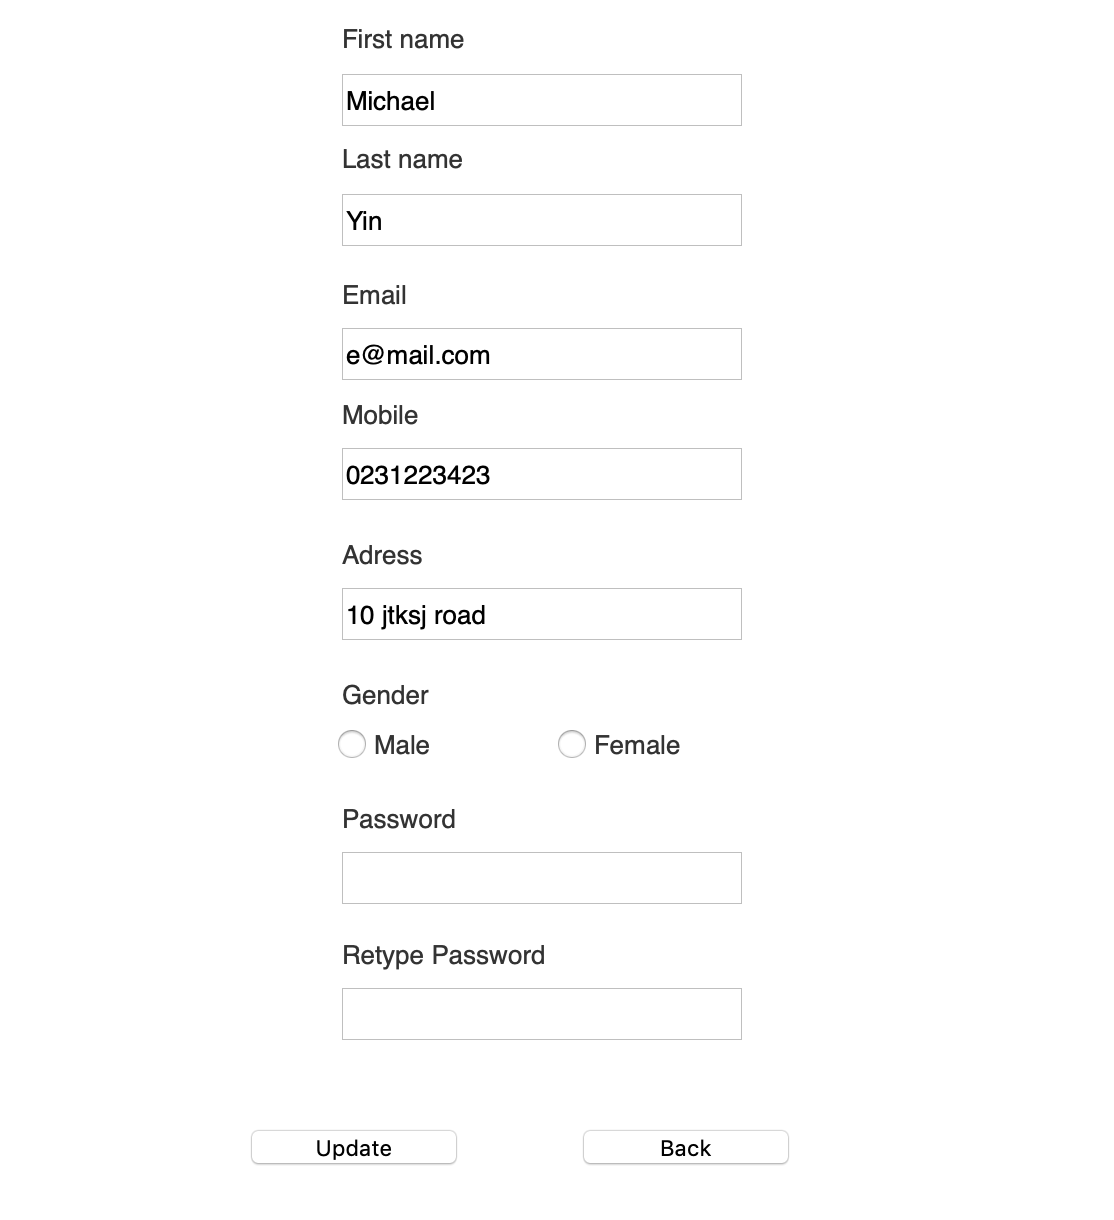 First name
Michael
Last name
Yin
Email
e@mail.com
Mobile
0231223423
Adress
10 jtksj road
Gender
Male Female
Password
Retype Password
Update Back